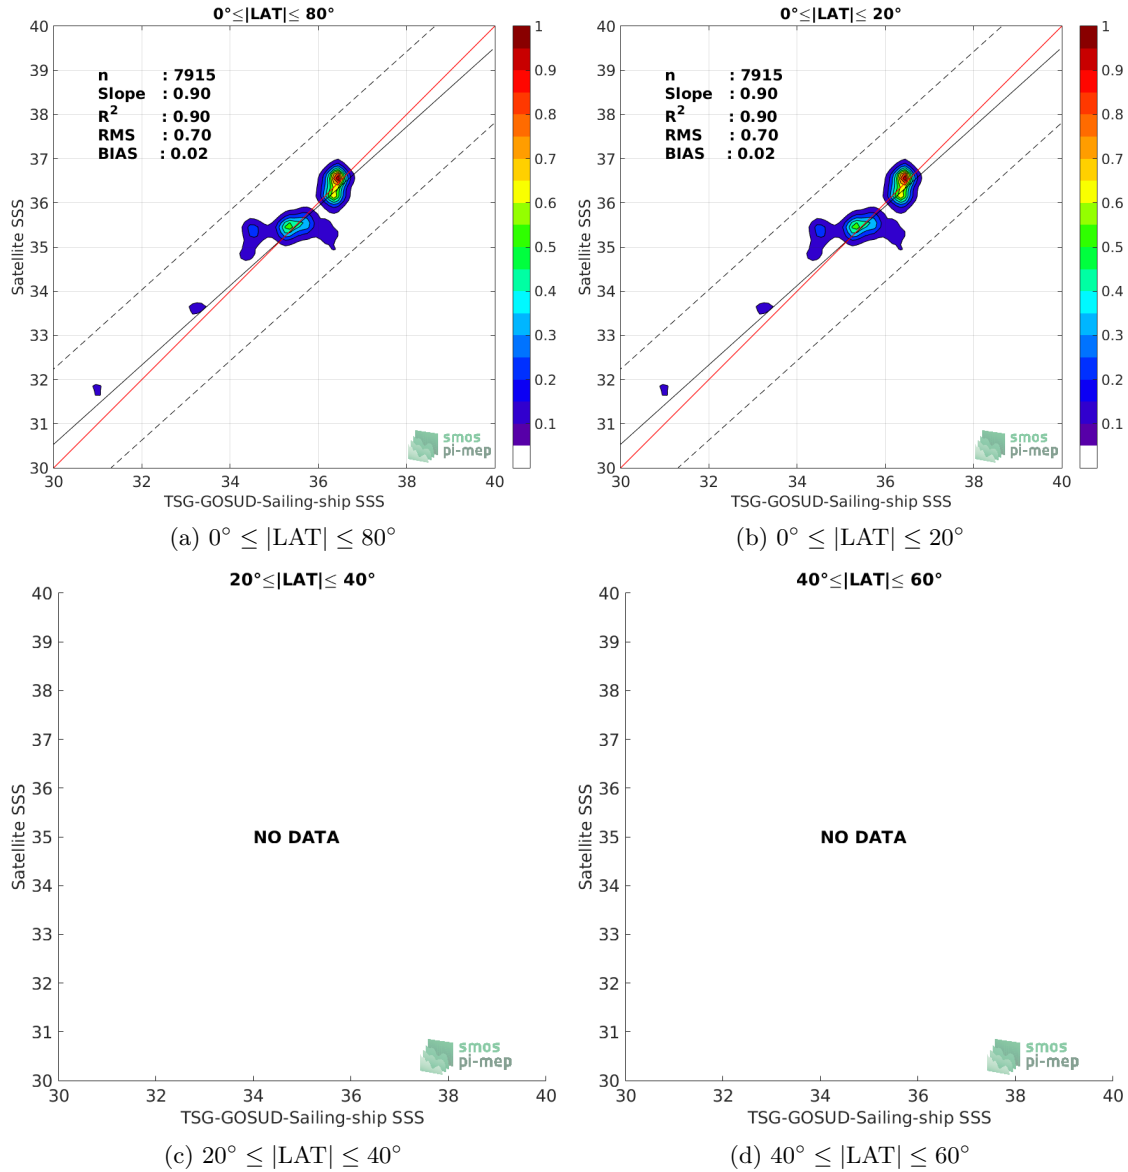 0°≤|LAT|≤ 80°
40
39
38
37
36
35
34
33
32
31
30
Satellite SSS
n : 7915
Slope : 0.90
R² : 0.90
RMS : 0.70
BIAS : 0.02
1
0.9
0.8
0.7
0.6
0.5
0.4
0.3
0.2
0.1
smos
pi-mep
30 32 34 36 38 40
TSG-GOSUD-Sailing-ship SSS
(a) 0° ≤ |LAT| ≤ 80°
0°≤|LAT|≤ 20°
40
39
38
37
36
35
34
33
32
31
30
Satellite SSS
n : 7915
Slope : 0.90
R² : 0.90
RMS : 0.70
BIAS : 0.02
1
0.9
0.8
0.7
0.6
0.5
0.4
0.3
0.2
0.1
smos
pi-mep
30 32 34 36 38 40
TSG-GOSUD-Sailing-ship SSS
(b) 0° ≤ |LAT| ≤ 20°
20°≤|LAT|≤ 40°
40
39
38
37
36
35
34
33
32
31
30
Satellite SSS
NO DATA
smos
pi-mep
30 32 34 36 38 40
TSG-GOSUD-Sailing-ship SSS
(c) 20° ≤ |LAT| ≤ 40°
40°≤|LAT|≤ 60°
40
39
38
37
36
35
34
33
32
31
30
Satellite SSS
NO DATA
smos
pi-mep
30 32 34 36 38 40
TSG-GOSUD-Sailing-ship SSS
(d) 40° ≤ |LAT| ≤ 60°